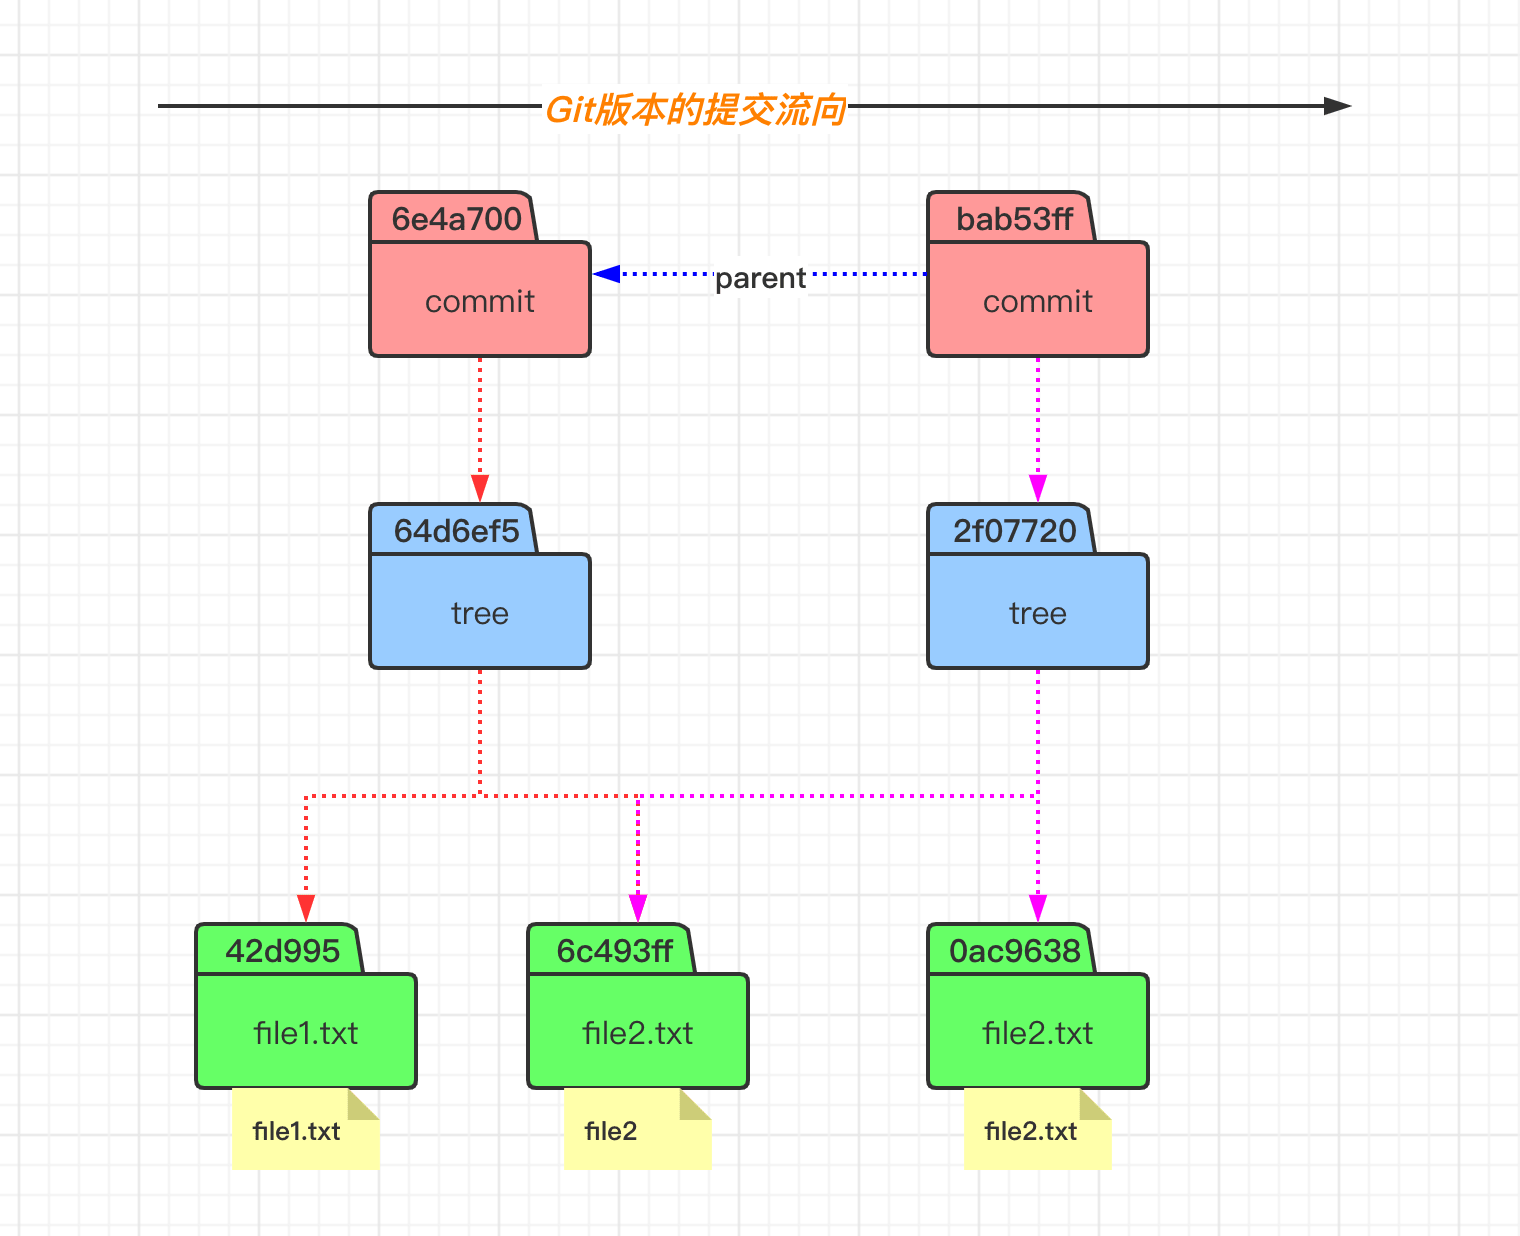 Git版本的提交流向
6e4a700
bab53ff
commit
parent
commit
64d6ef5
2f07720
tree
tree
42d995
6c493ff
0ac9638
file1.txt
file2.txt
file2.txt
file1.txt
file2
file2.txt